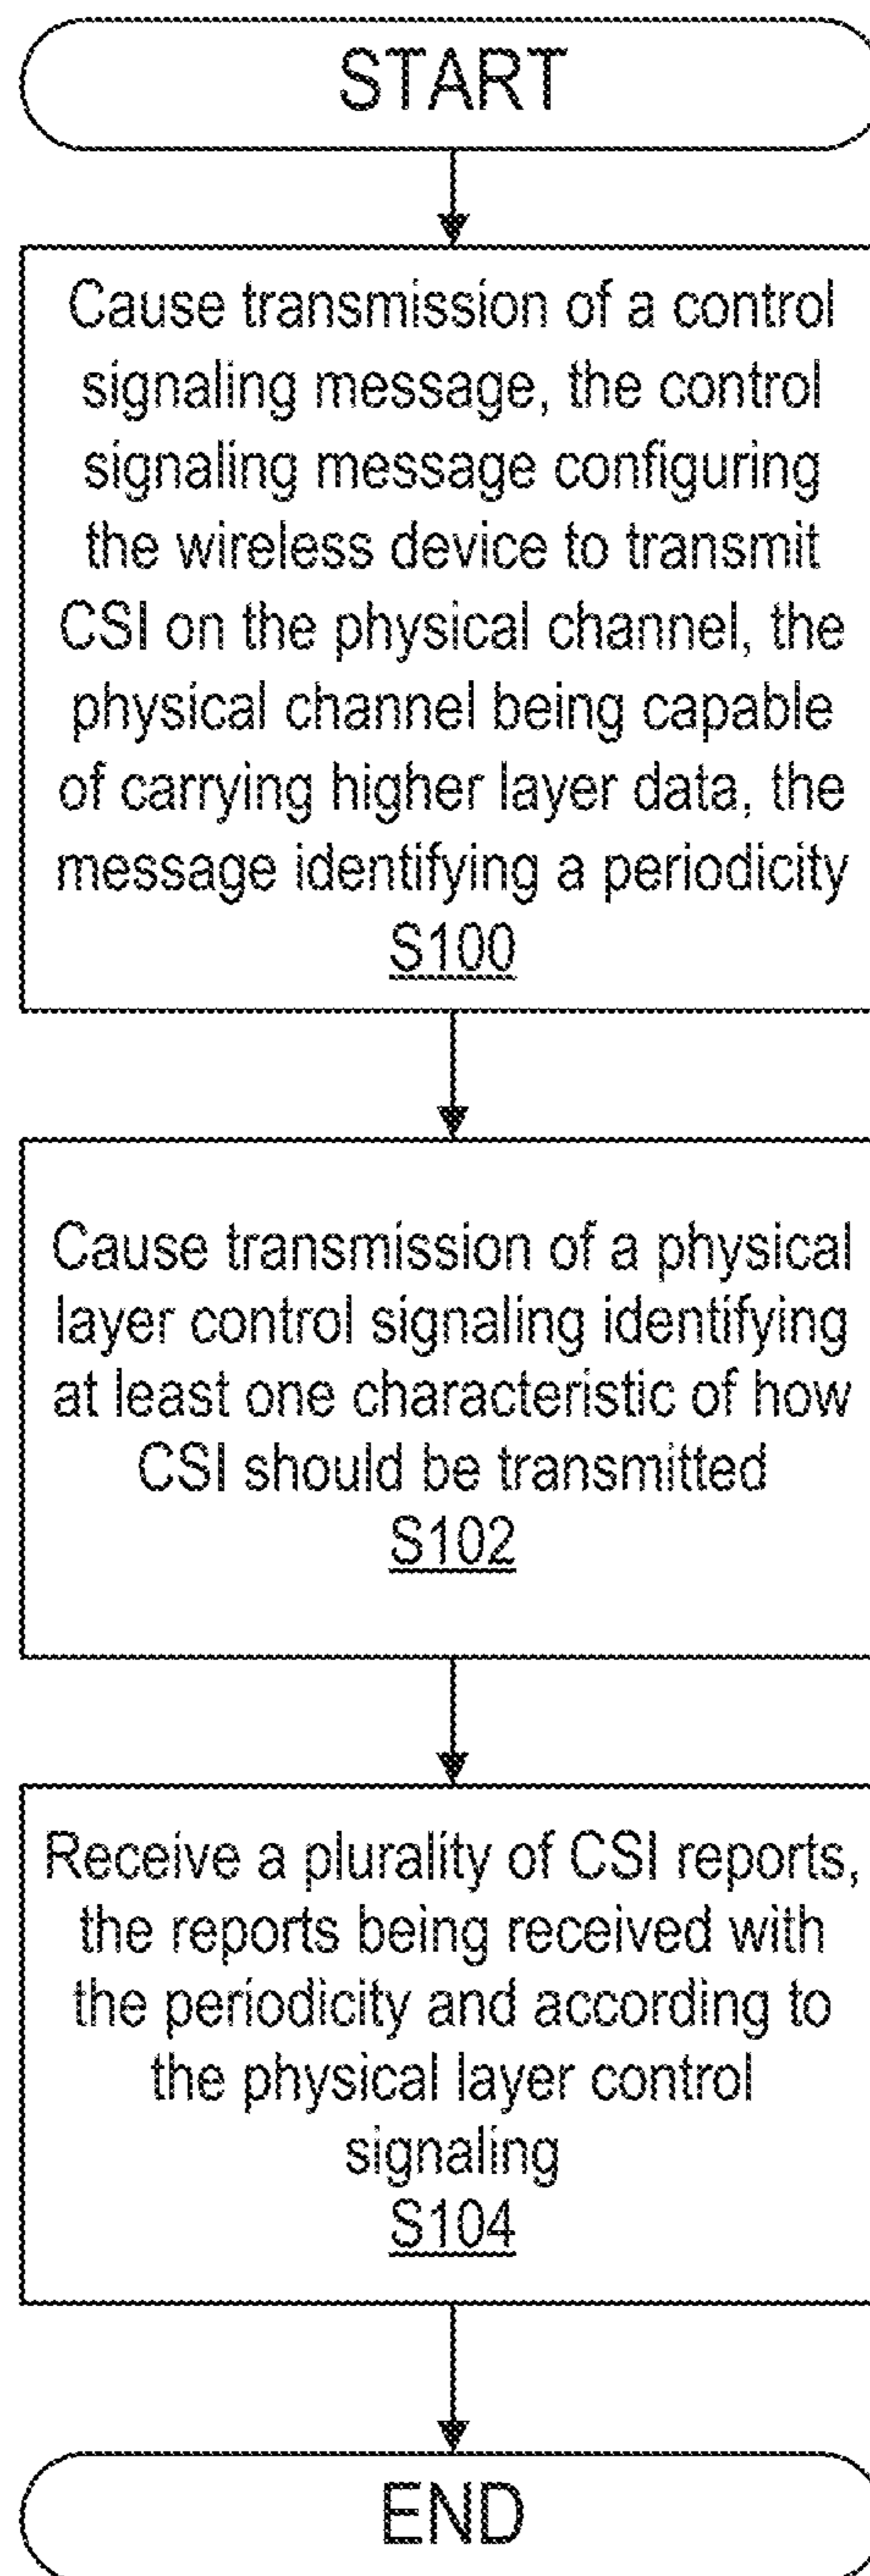 START
Cause transmission of a control
signaling message, the control
signaling message configuring
the wireless device to transmit
CSI on the physical channel, the
physical channel being capable
of carrying higher layer data, the
message identifying a periodicity
S100
Cause transmission of a physical
layer control signaling identifying
at least one characteristic of how
CSI should be transmitted
S102
Receive a plurality of CSI reports,
the reports being received with
the periodicity and according to
the physical layer control
signaling
S104
END